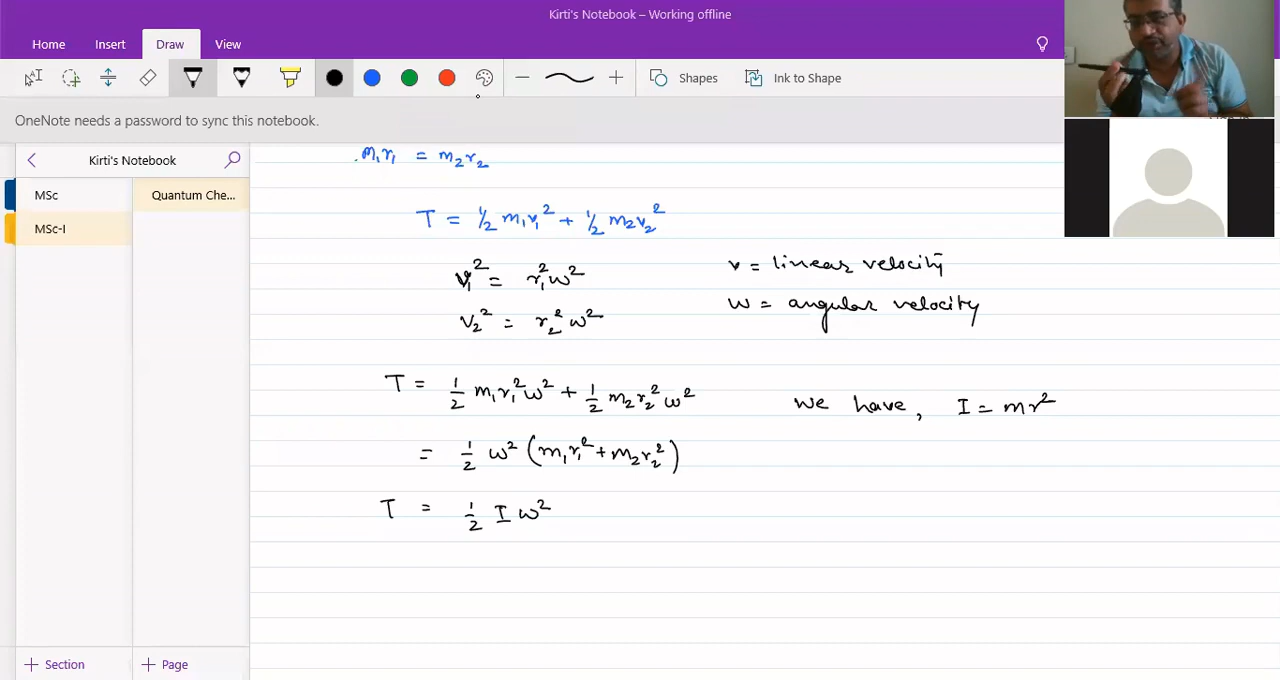 Kirti's Notebook – Working offline
Home Insert Draw View
Shapes Ink to Shape
OneNote needs a password to sync this notebook.
Kirti's Notebook
MSc
MSc-I
Quantum Che...
m₁r₁ = m₂r₂
T = ½ m₁v₁² + ½ m₂v₂²
v₁² = r₁²ω²
v₂² = r₂²ω²
v = linear velocity
ω = angular velocity
T = ½ m₁r₁²ω² + ½ m₂r₂²ω²
we have, I = mr²
= ½ ω² (m₁r₁² + m₂r₂²)
T = ½ I ω²
+ Section
+ Page